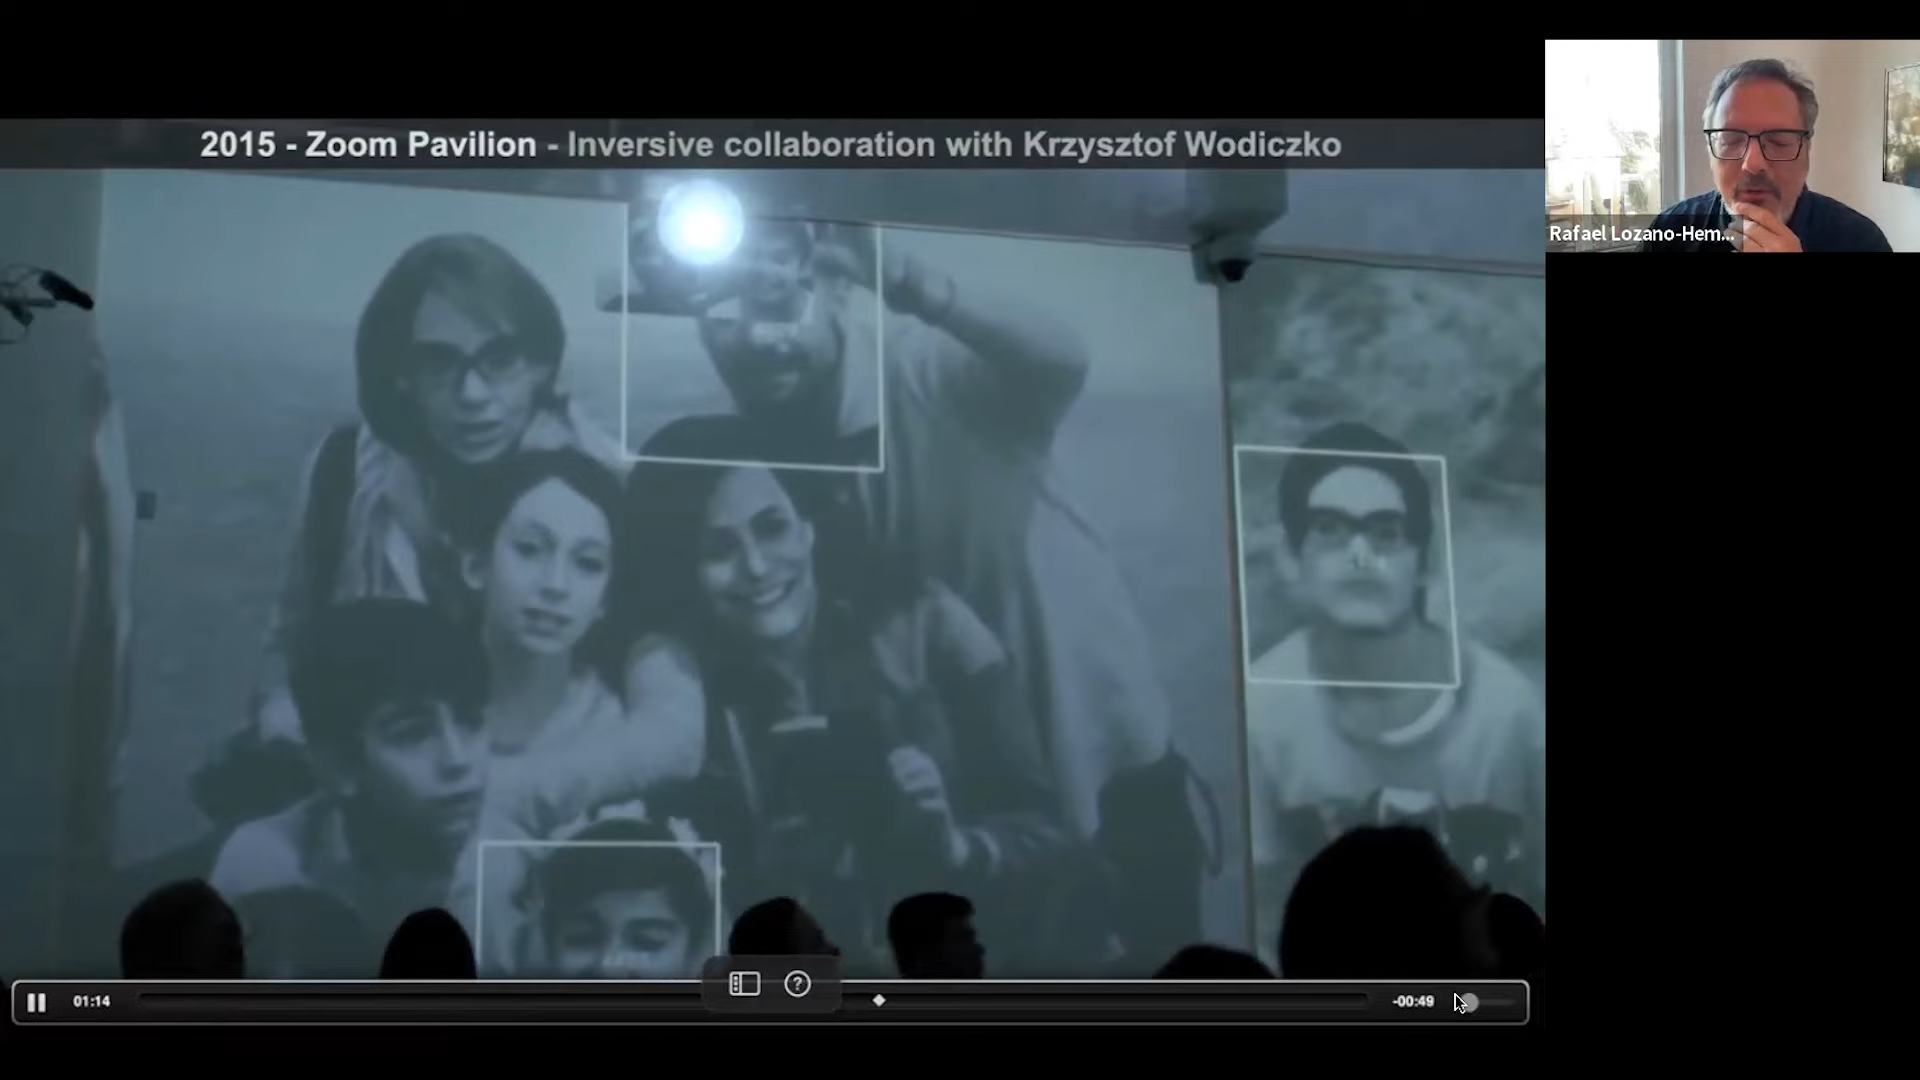 2015 - Zoom Pavilion - Inversive collaboration with Krzysztof Wodiczko
Rafael Lozano-Hem...
01:14
-00:49